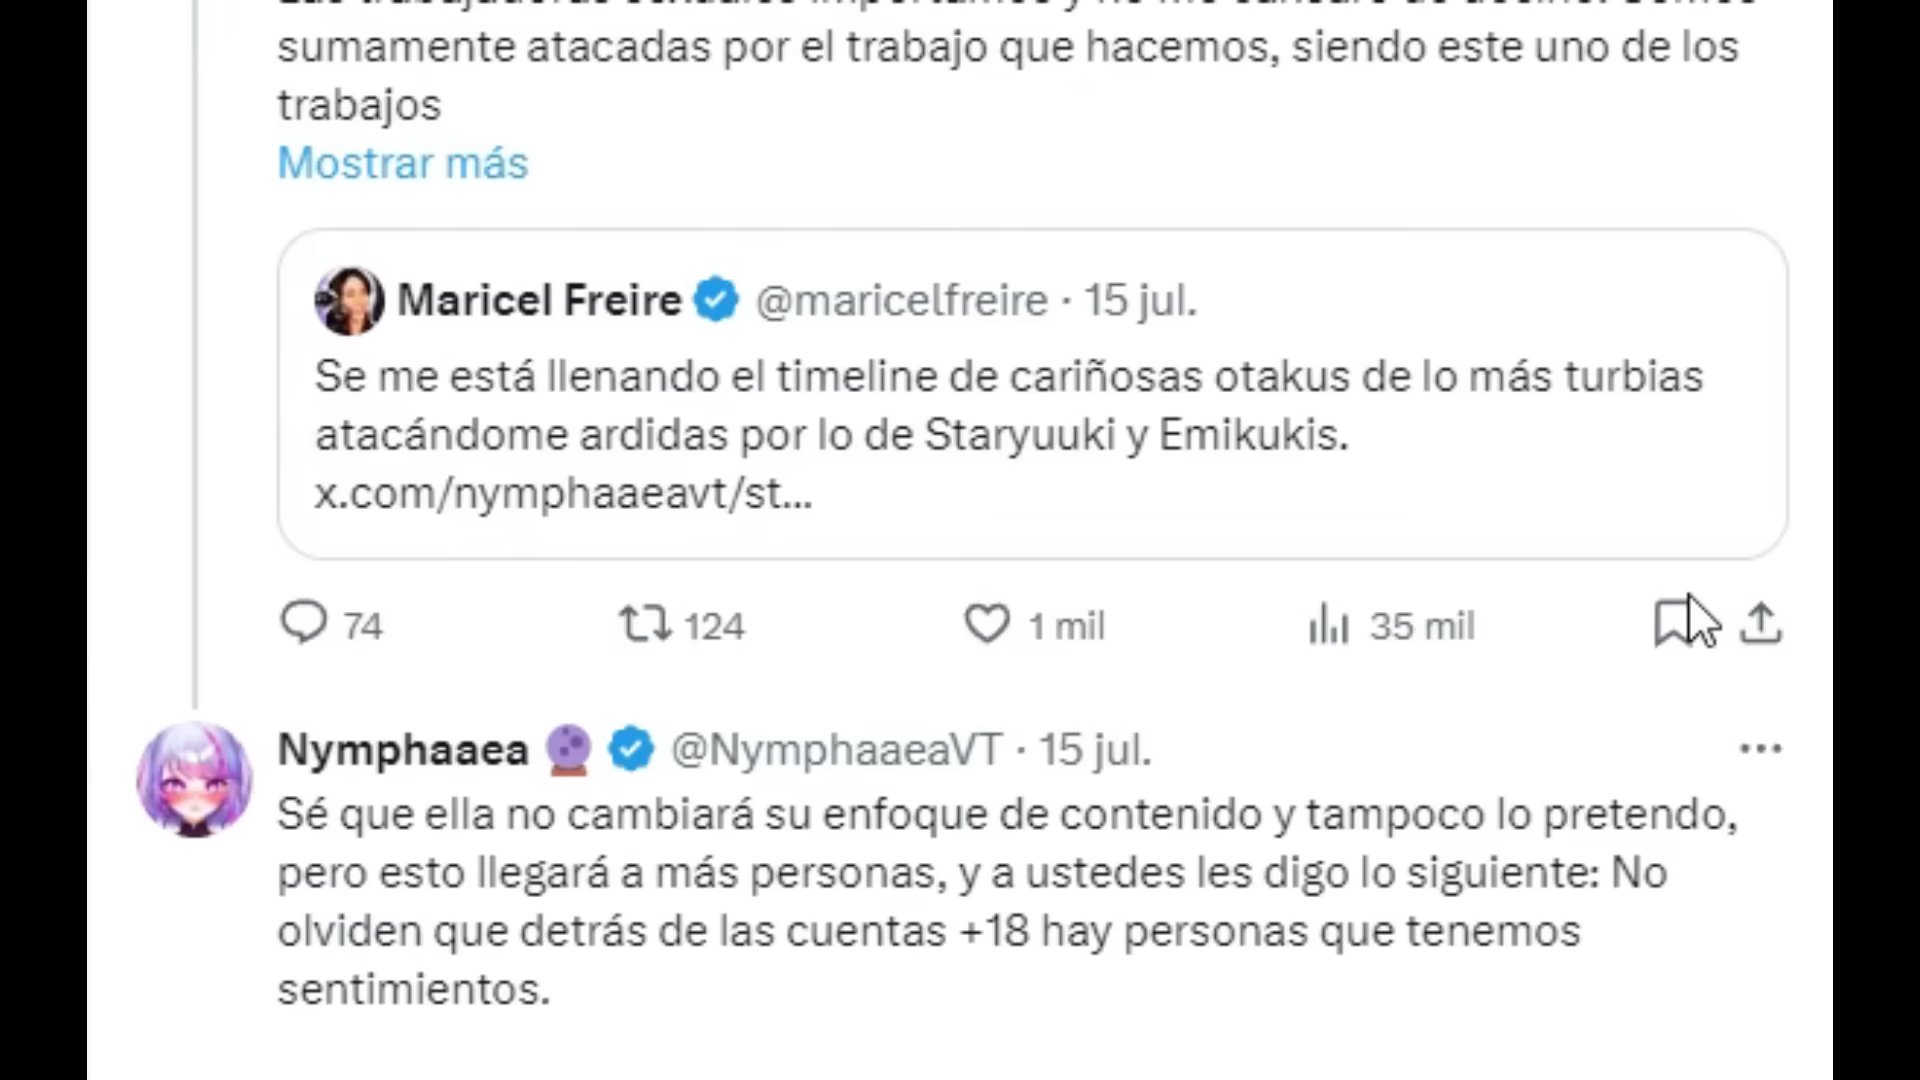 sumamente atacadas por el trabajo que hacemos, siendo este uno de los
trabajos
Mostrar más
Maricel Freire @maricelfreire · 15 jul.
Se me está llenando el timeline de cariñosas otakus de lo más turbias
atacándome ardidas por lo de Staryuuki y Emikukis.
x.com/nymphaaeavt/st...
74 124 1 mil 35 mil
Nymphaaea @NymphaaeaVT · 15 jul.
Sé que ella no cambiará su enfoque de contenido y tampoco lo pretendo,
pero esto llegará a más personas, y a ustedes les digo lo siguiente: No
olviden que detrás de las cuentas +18 hay personas que tenemos
sentimientos.